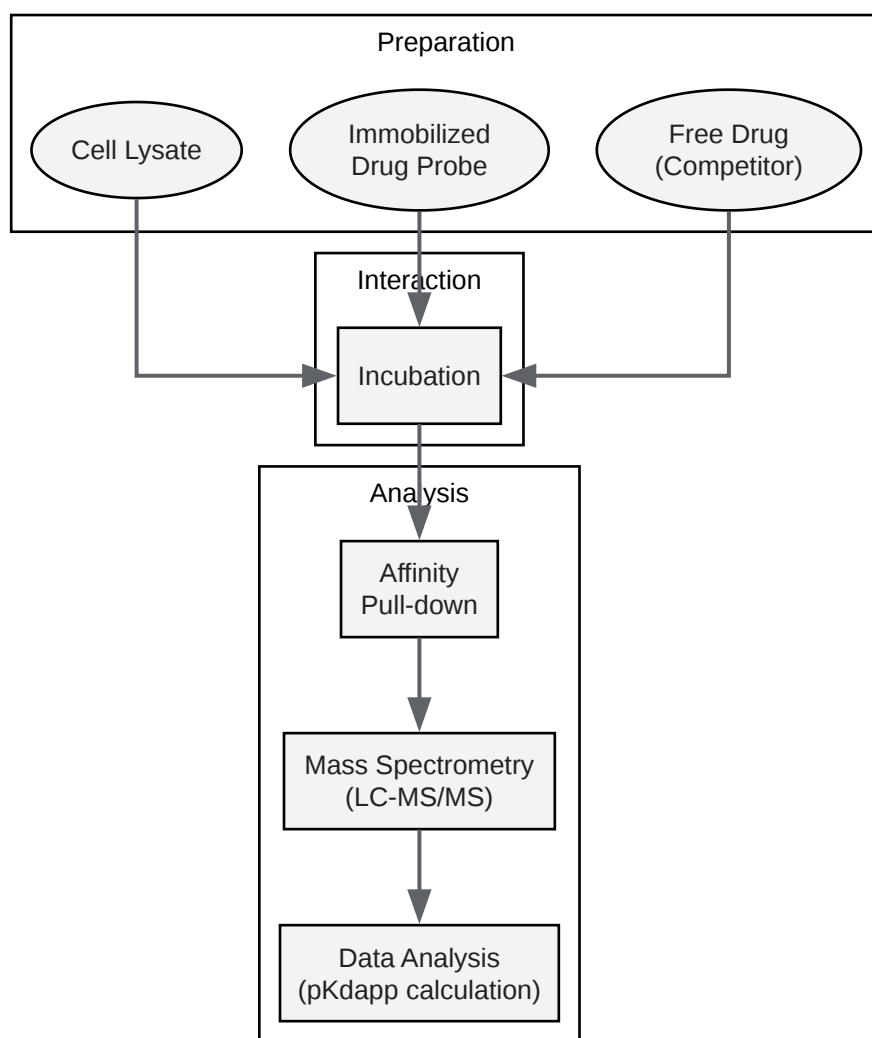 Preparation
Cell Lysate
Immobilized
Drug Probe
Free Drug
(Competitor)
Interaction
Incubation
Analysis
Affinity
Pull-down
Mass Spectrometry
(LC-MS/MS)
Data Analysis
(pKdapp calculation)